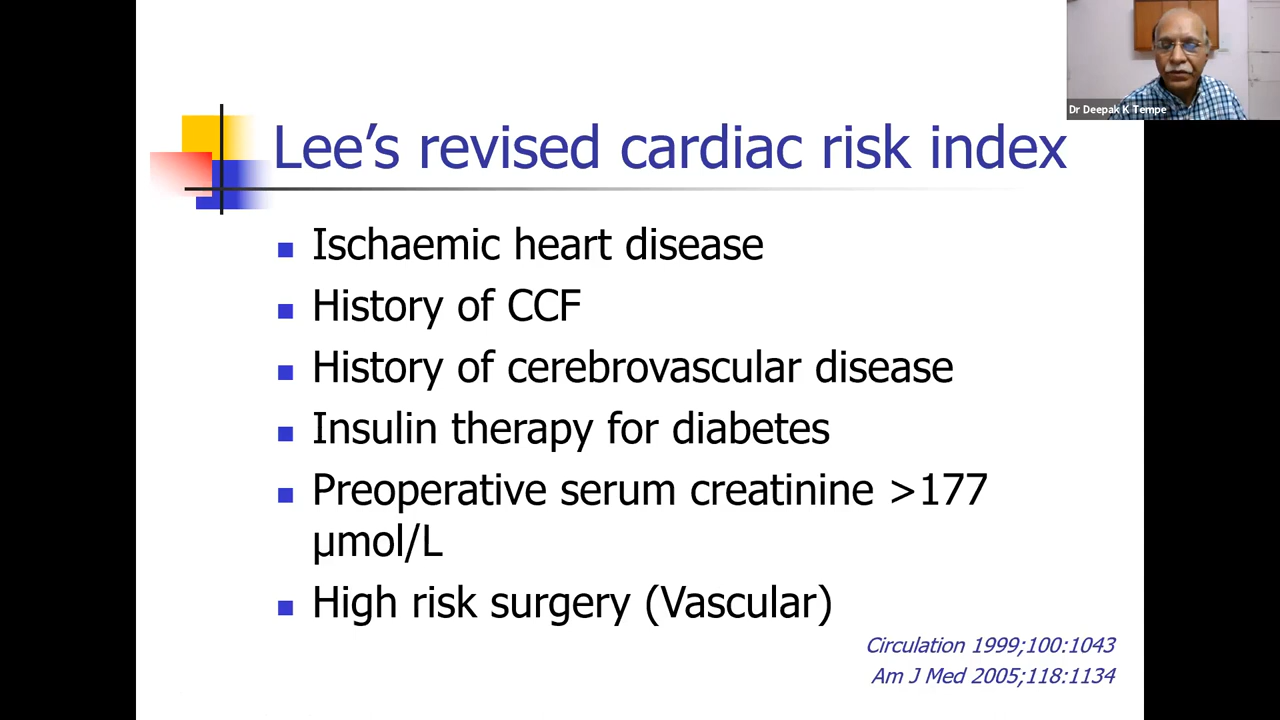 Dr Deepak K Tempe
Lee's revised cardiac risk index
Ischaemic heart disease
History of CCF
History of cerebrovascular disease
Insulin therapy for diabetes
Preoperative serum creatinine >177
µmol/L
High risk surgery (Vascular)
Circulation 1999;100:1043
Am J Med 2005;118:1134